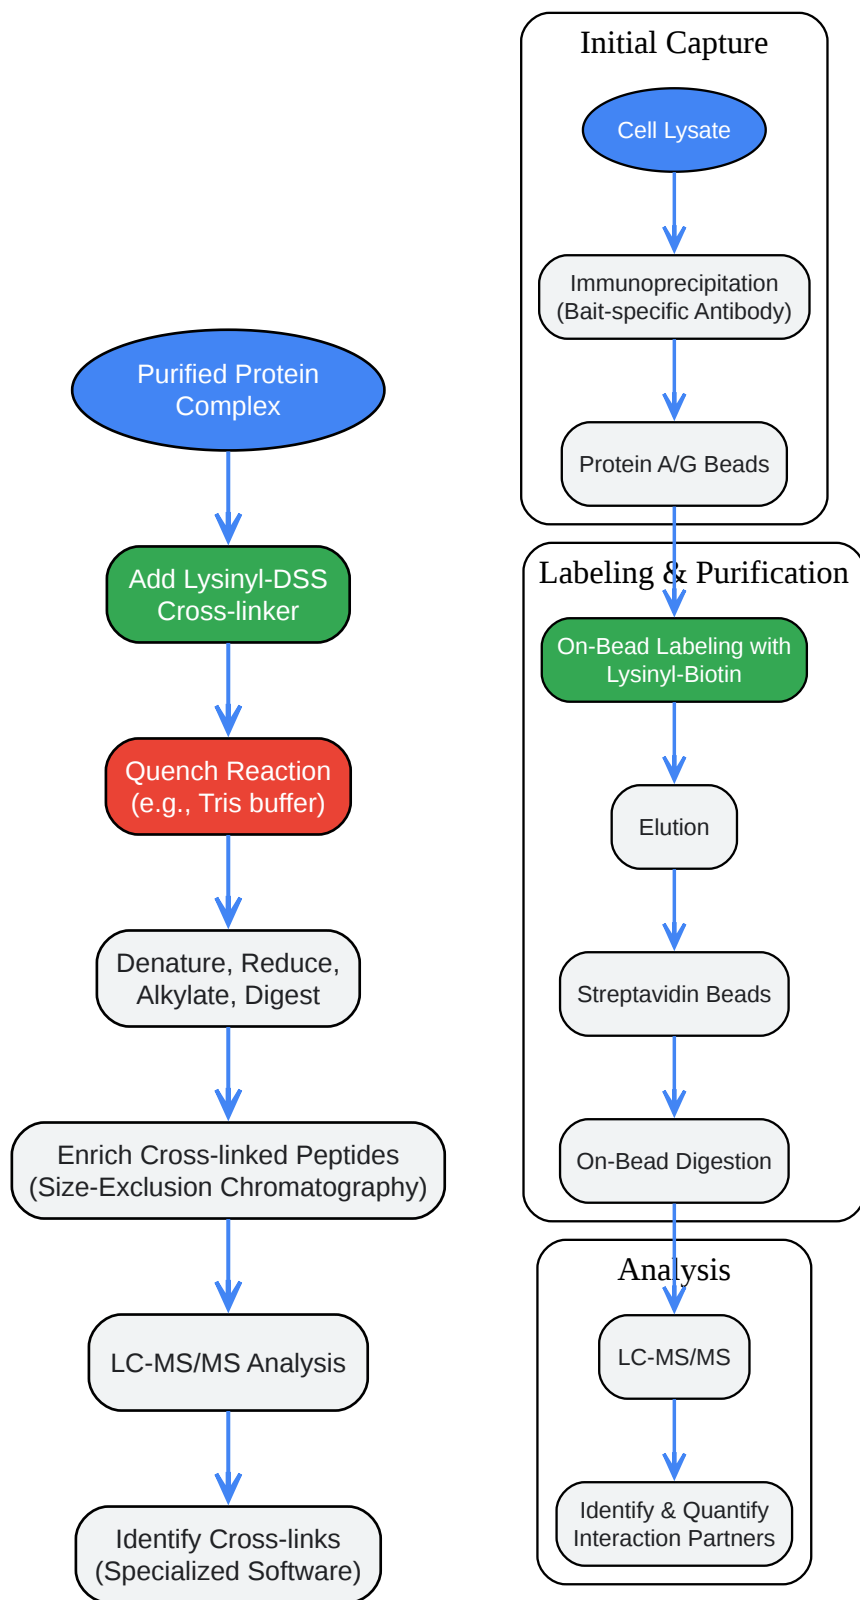 Purified Protein
Complex
Add Lysinyl-DSS
Cross-linker
Quench Reaction
(e.g., Tris buffer)
Denature, Reduce,
Alkylate, Digest
Enrich Cross-linked Peptides
(Size-Exclusion Chromatography)
LC-MS/MS Analysis
Identify Cross-links
(Specialized Software)
Initial Capture
Cell Lysate
Immunoprecipitation
(Bait-specific Antibody)
Protein A/G Beads
Labeling & Purification
On-Bead Labeling with
Lysinyl-Biotin
Elution
Streptavidin Beads
On-Bead Digestion
Analysis
LC-MS/MS
Identify & Quantify
Interaction Partners